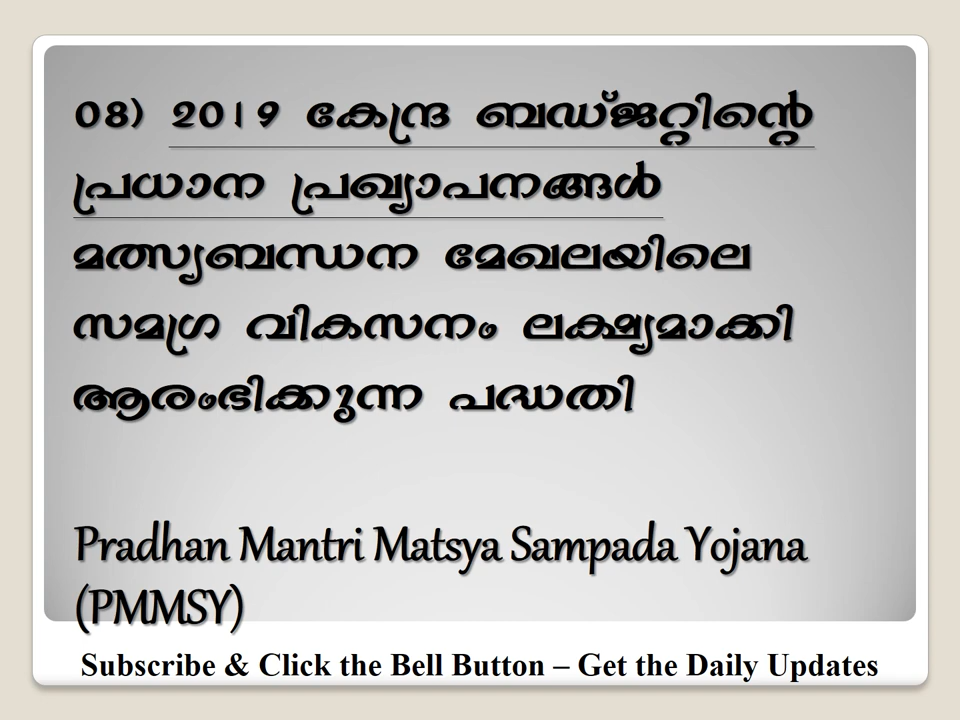 08) 2019 കേന്ദ്ര ബഡ്ജറ്റിന്റെ
പ്രധാന പ്രഖ്യാപനങ്ങൾ
മത്സ്യബന്ധന മേഖലയിലെ
സമഗ്ര വികസനം ലക്ഷ്യമാക്കി
ആരംഭിക്കുന്ന പദ്ധതി
Pradhan Mantri Matsya Sampada Yojana
(PMMSY)
Subscribe & Click the Bell Button – Get the Daily Updates